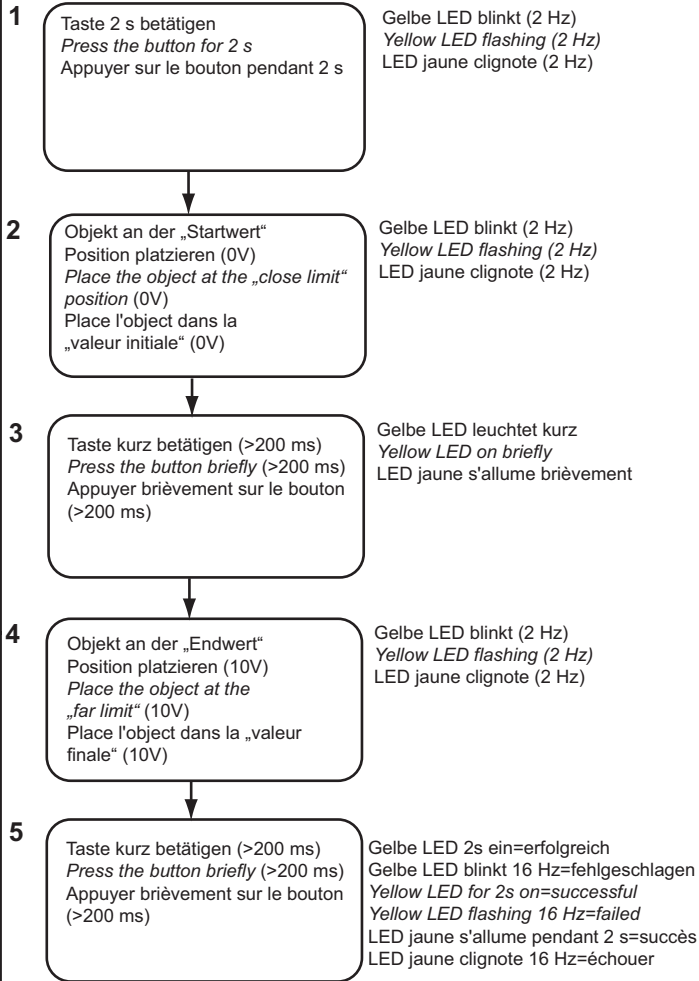 1
Taste 2 s betätigen
Press the button for 2 s
Appuyer sur le bouton pendant 2 s
Gelbe LED blinkt (2 Hz)
Yellow LED flashing (2 Hz)
LED jaune clignote (2 Hz)
2
Objekt an der „Startwert“
Position platzieren (0V)
Place the object at the „close limit“
position (0V)
Place l'object dans la
„valeur initiale“ (0V)
Gelbe LED blinkt (2 Hz)
Yellow LED flashing (2 Hz)
LED jaune clignote (2 Hz)
3
Taste kurz betätigen (>200 ms)
Press the button briefly (>200 ms)
Appuyer brièvement sur le bouton
(>200 ms)
Gelbe LED leuchtet kurz
Yellow LED on briefly
LED jaune s'allume brièvement
4
Objekt an der „Endwert“
Position platzieren (10V)
Place the object at the
„far limit“ (10V)
Place l'object dans la „valeur
finale“ (10V)
Gelbe LED blinkt (2 Hz)
Yellow LED flashing (2 Hz)
LED jaune clignote (2 Hz)
5
Taste kurz betätigen (>200 ms)
Press the button briefly (>200 ms)
Appuyer brièvement sur le bouton
(>200 ms)
Gelbe LED 2s ein=erfolgreich
Gelbe LED blinkt 16 Hz=fehlgeschlagen
Yellow LED for 2s on=successful
Yellow LED flashing 16 Hz=failed
LED jaune s'allume pendant 2 s=succès
LED jaune clignote 16 Hz=échouer